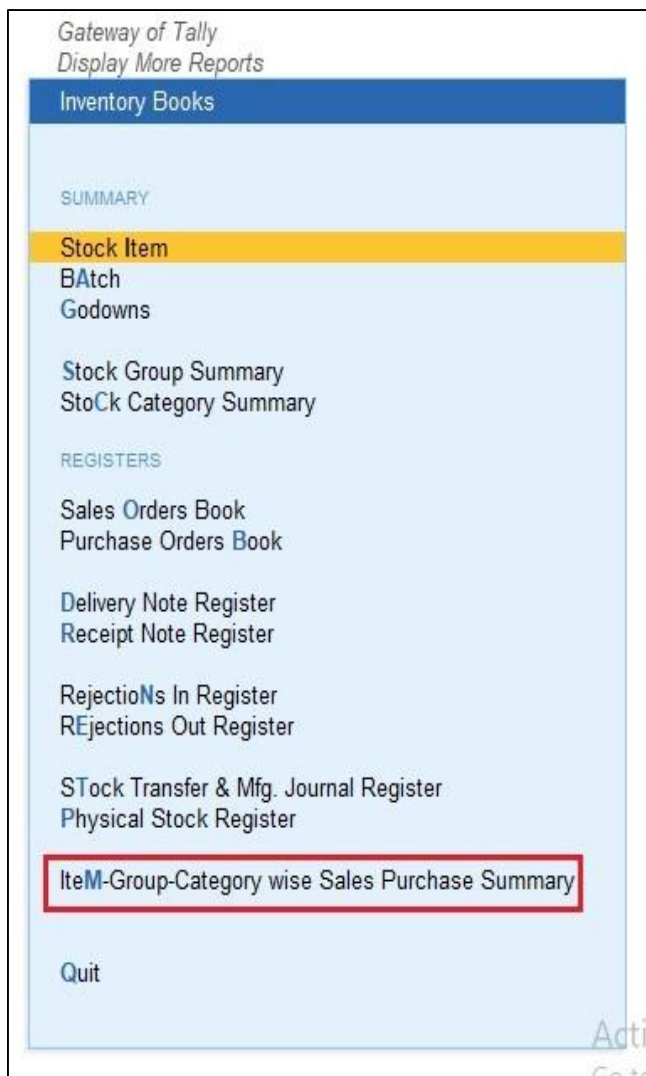 Gateway of Tally
Display More Reports
Inventory Books
SUMMARY
Stock Item
BAtch
Godowns
Stock Group Summary
StoCk Category Summary
REGISTERS
Sales Orders Book
Purchase Orders Book
Delivery Note Register
Receipt Note Register
RejectioNs In Register
REjections Out Register
STock Transfer & Mfg. Journal Register
Physical Stock Register
IteM-Group-Category wise Sales Purchase Summary
Quit